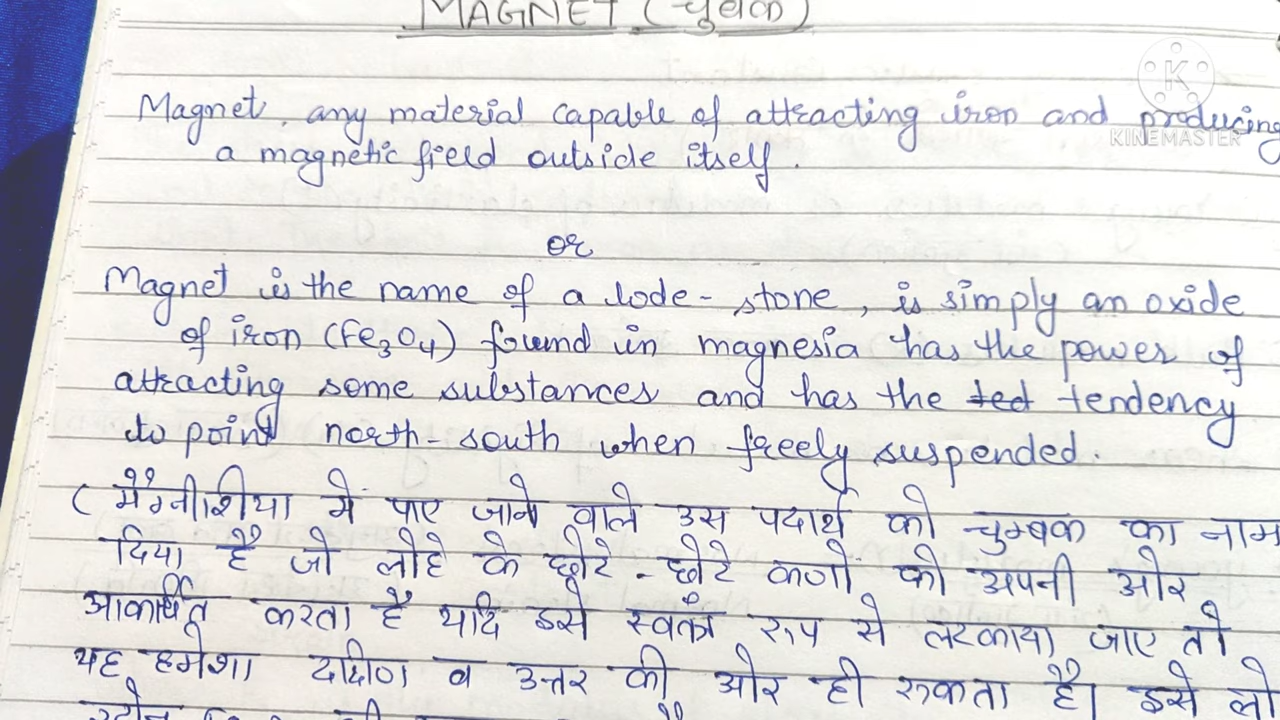 MAGNET (चुंबक)
Magnet, any material capable of attracting iron and producing
a magnetic field outside itself.
K
KINEMASTER
or
Magnet is the name of a lode-stone, is simply an oxide
of iron (Fe3O4) found in magnesia has the power of
attracting some substances and has the ted tendency
to point north-south when freely suspended.
( मैग्नीशिया में पाए जाने वाले उस पदार्थ को चुम्बक का नाम
दिया है जो लोहे के छोटे-छोटे कणों को अपनी ओर
आकर्षित करता है यदि इसे स्वतंत्र रूप से लटकाया जाए तो
यह हमेशा दक्षिण व उत्तर की ओर ही रुकता है। इसे लो